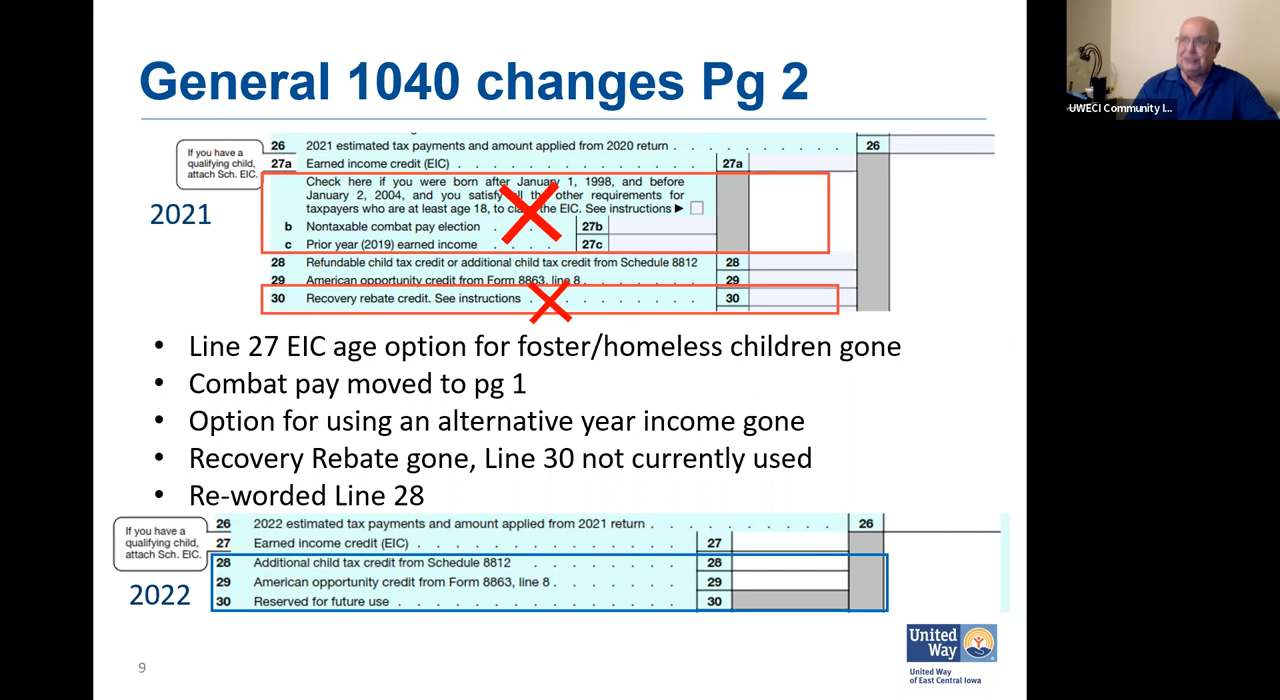 General 1040 changes Pg 2
UWECI Community I...
If you have a
qualifying child,
attach Sch. EIC.
2021
26 2021 estimated tax payments and amount applied from 2020 return . . . . . . . . . 26
27a Earned income credit (EIC) . . . . . . . . . . . . . 27a
Check here if you were born after January 1, 1998, and before
January 2, 2004, and you satisfy all the other requirements for
taxpayers who are at least age 18, to claim the EIC. See instructions ▶
b Nontaxable combat pay election . . . . 27b
c Prior year (2019) earned income . . . . 27c
28 Refundable child tax credit or additional child tax credit from Schedule 8812 28
29 American opportunity credit from Form 8863, line 8 . . . . . . . 29
30 Recovery rebate credit. See instructions . . . . . . . . . 30
• Line 27 EIC age option for foster/homeless children gone
• Combat pay moved to pg 1
• Option for using an alternative year income gone
• Recovery Rebate gone, Line 30 not currently used
• Re-worded Line 28
If you have a
qualifying child,
attach Sch. EIC.
2022
26 2022 estimated tax payments and amount applied from 2021 return . . . . . . . . . 26
27 Earned income credit (EIC) . . . . . . . . . . . . . 27
28 Additional child tax credit from Schedule 8812 . . . . . . . . 28
29 American opportunity credit from Form 8863, line 8 . . . . . . . 29
30 Reserved for future use . . . . . . . . . . . . . . 30
9
United
Way
United Way
of East Central Iowa